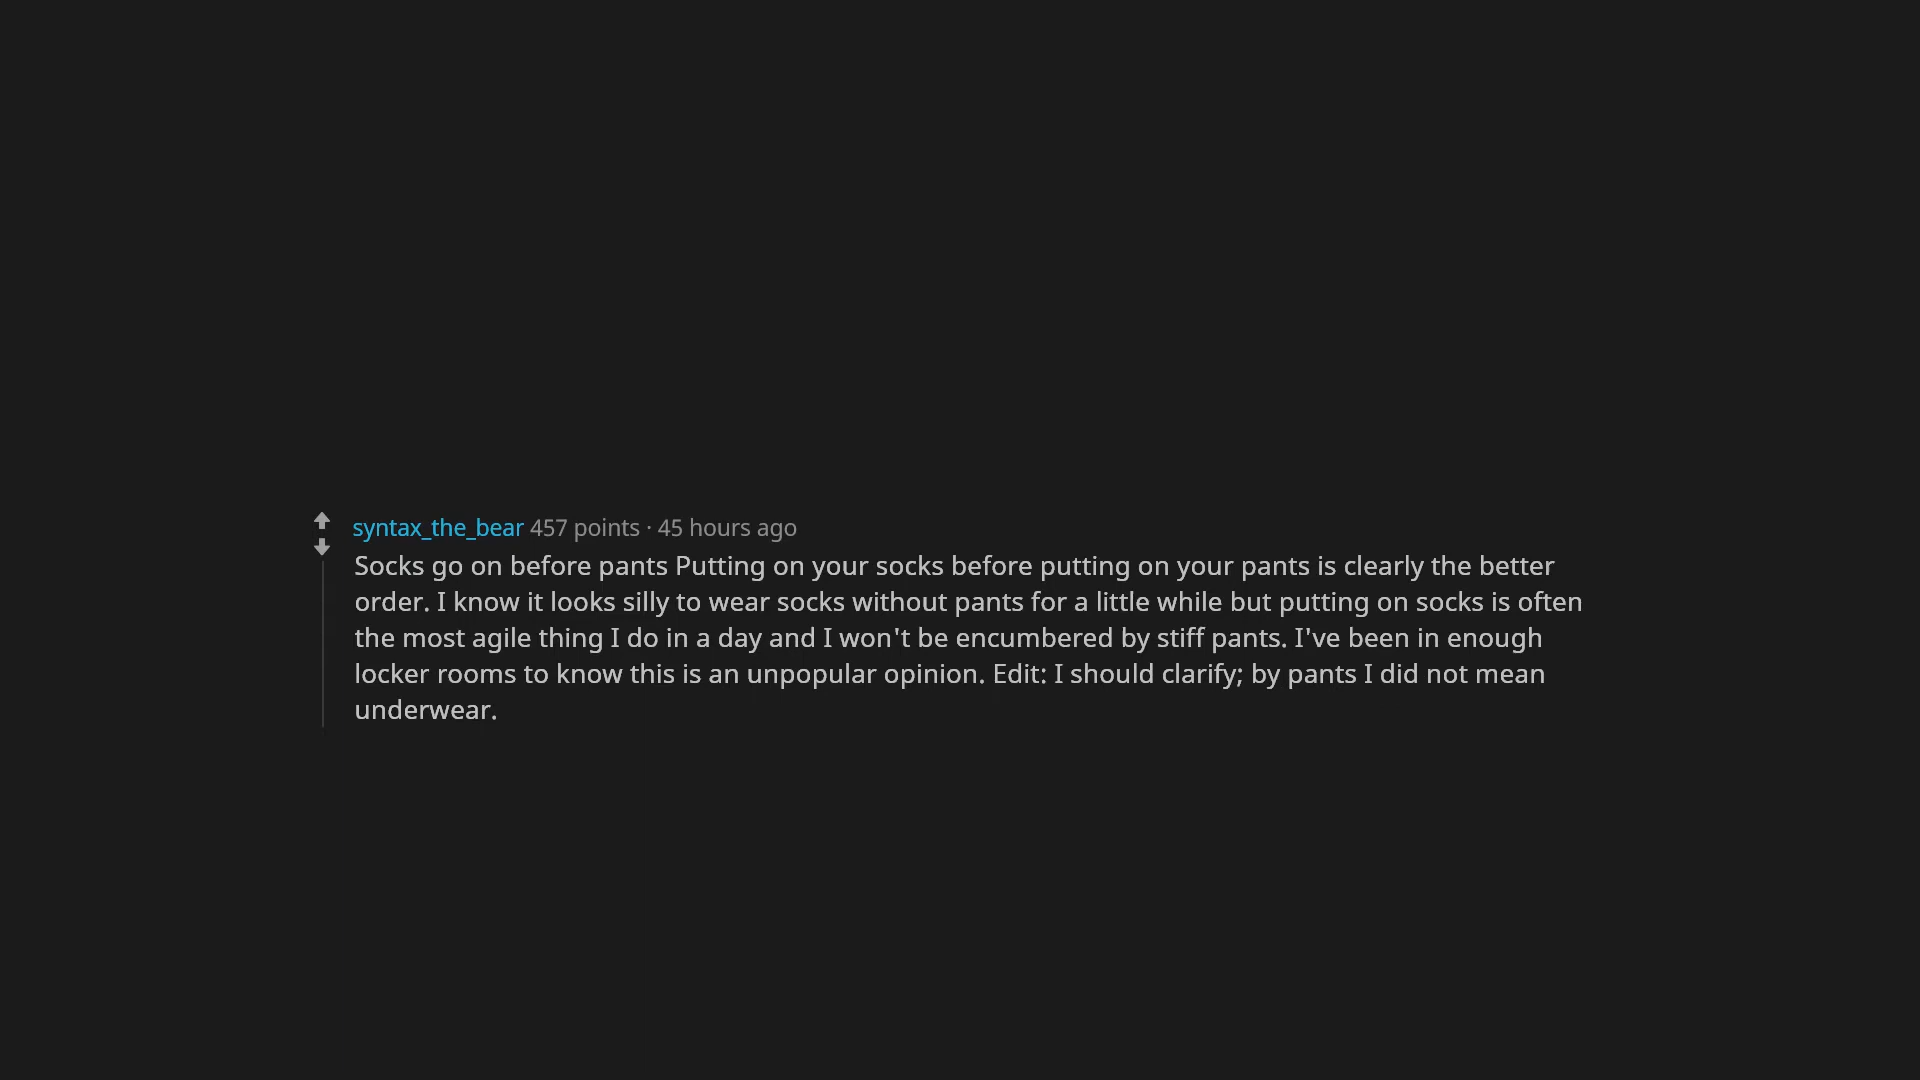 syntax_the_bear 457 points · 45 hours ago
Socks go on before pants Putting on your socks before putting on your pants is clearly the better
order. I know it looks silly to wear socks without pants for a little while but putting on socks is often
the most agile thing I do in a day and I won't be encumbered by stiff pants. I've been in enough
locker rooms to know this is an unpopular opinion. Edit: I should clarify; by pants I did not mean
underwear.